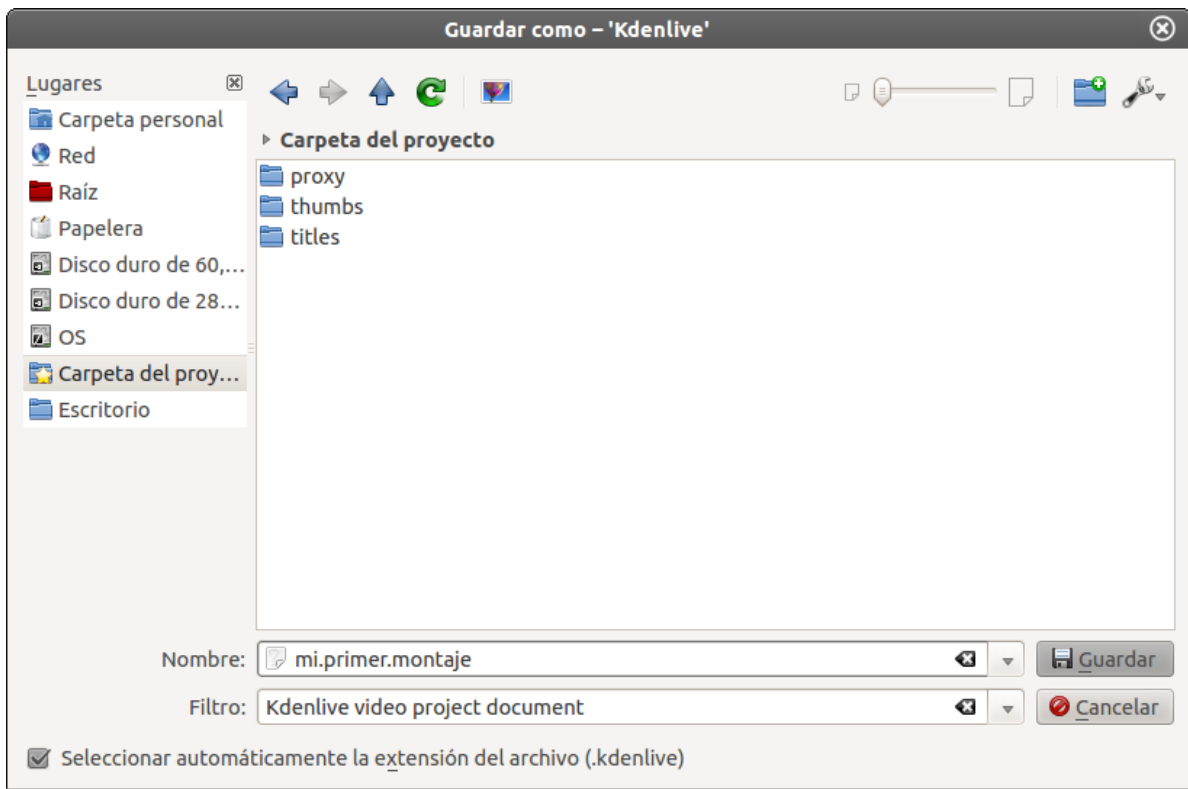 Guardar como – 'Kdenlive'
Lugares
Carpeta personal
Red
Raíz
Papelera
Disco duro de 60,...
Disco duro de 28...
OS
Carpeta del proy...
Escritorio
Carpeta del proyecto
proxy
thumbs
titles
Nombre: mi.primer.montaje Guardar
Filtro: Kdenlive video project document Cancelar
Seleccionar automáticamente la extensión del archivo (.kdenlive)